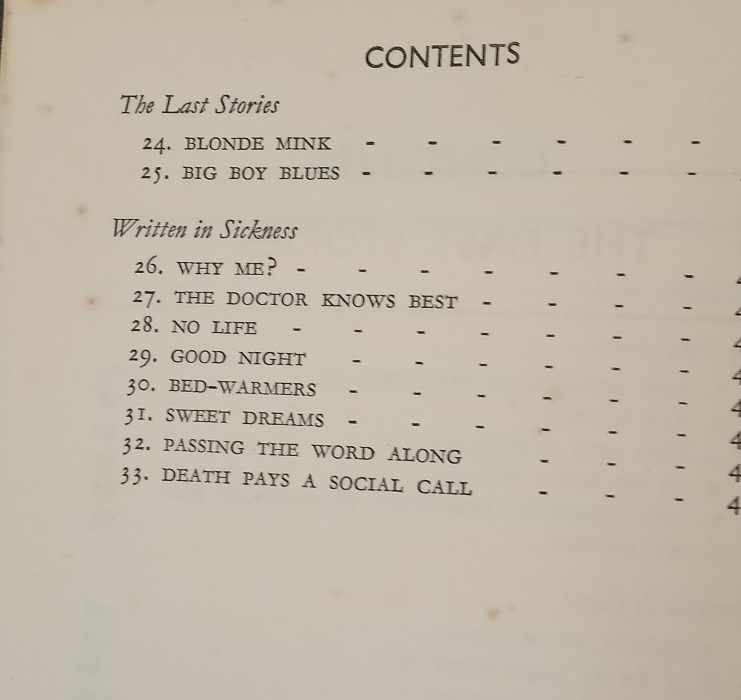 CONTENTS
The Last Stories
24. BLONDE MINK - - - - - -
25. BIG BOY BLUES - - - - - -
Written in Sickness
26. WHY ME? - - - - - - -
27. THE DOCTOR KNOWS BEST - - - -
28. NO LIFE - - - - - - -
29. GOOD NIGHT - - - - - -
30. BED-WARMERS - - - - - -
31. SWEET DREAMS - - - - - -
32. PASSING THE WORD ALONG - - -
33. DEATH PAYS A SOCIAL CALL - - -